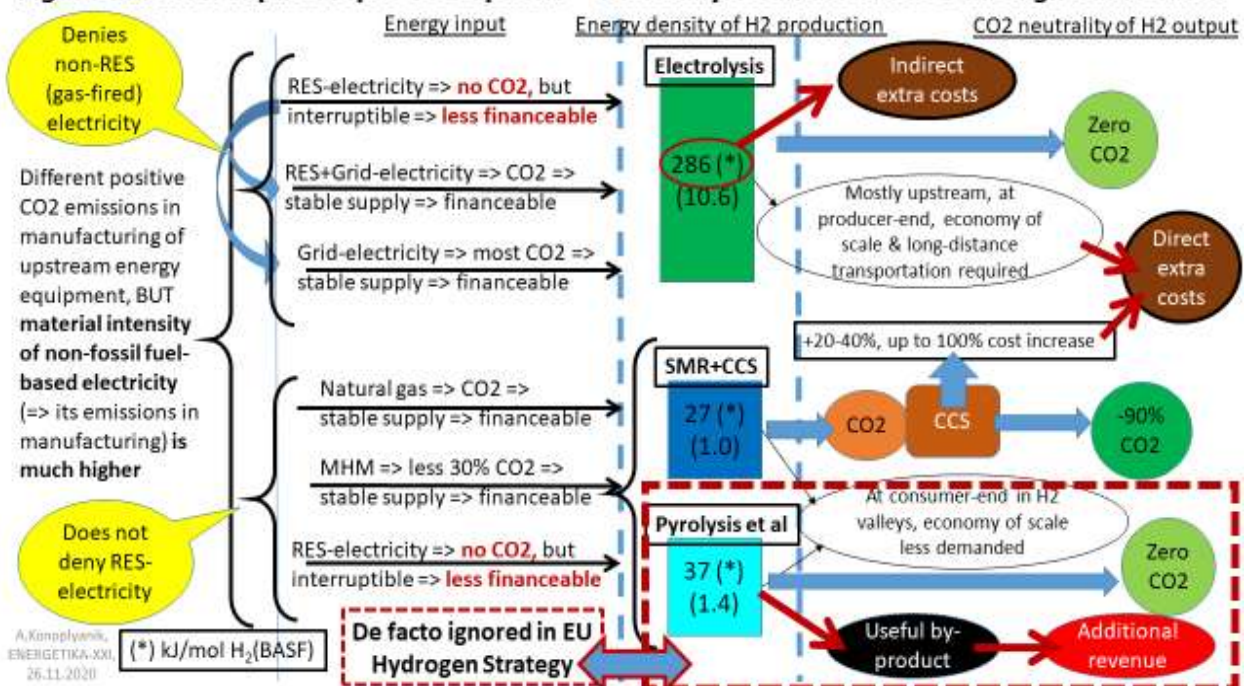 Energy input
Energy density of H2 production
CO2 neutrality of H2 output
Denies
non-RES
(gas-fired)
electricity
Different positive
CO2 emissions in
manufacturing of
upstream energy
equipment, BUT
material intensity
of non-fossil fuel-
based electricity
(=> its emissions in
manufacturing) is
much higher
Does not
deny RES-
electricity
A.Konoplyanik,
ENERGETIKA-XXI,
26.11.2020
(*) kJ/mol H2(BASF)
RES-electricity => no CO2, but
interruptible => less financeable
RES+Grid-electricity => CO2 =>
stable supply => financeable
Grid-electricity => most CO2 =>
stable supply => financeable
Natural gas => CO2 =>
stable supply => financeable
MHM => less 30% CO2 =>
stable supply => financeable
RES-electricity => no CO2, but
interruptible => less financeable
De facto ignored in EU
Hydrogen Strategy
Electrolysis
286 (*)
(10.6)
Indirect
extra costs
Zero
CO2
Mostly upstream, at
producer-end, economy of
scale & long-distance
transportation required
Direct
extra
costs
+20-40%, up to 100% cost increase
SMR+CCS
27 (*)
(1.0)
CO2
CCS
-90%
CO2
At consumer-end in H2
valleys, economy of scale
less demanded
Pyrolysis et al
37 (*)
(1.4)
Zero
CO2
Useful by-
product
Additional
revenue